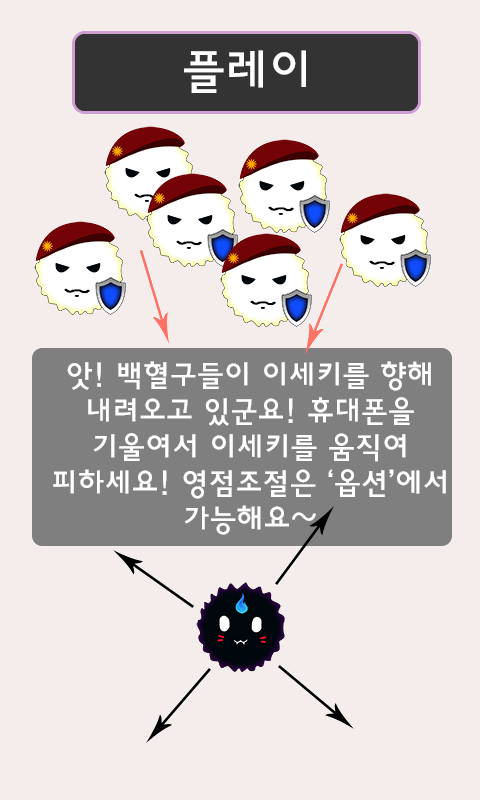 플레이
앗! 백혈구들이 이세키를 향해
내려오고 있군요! 휴대폰을
기울여서 이세키를 움직여
피하세요! 영점조절은 ‘옵션’에서
가능해요~